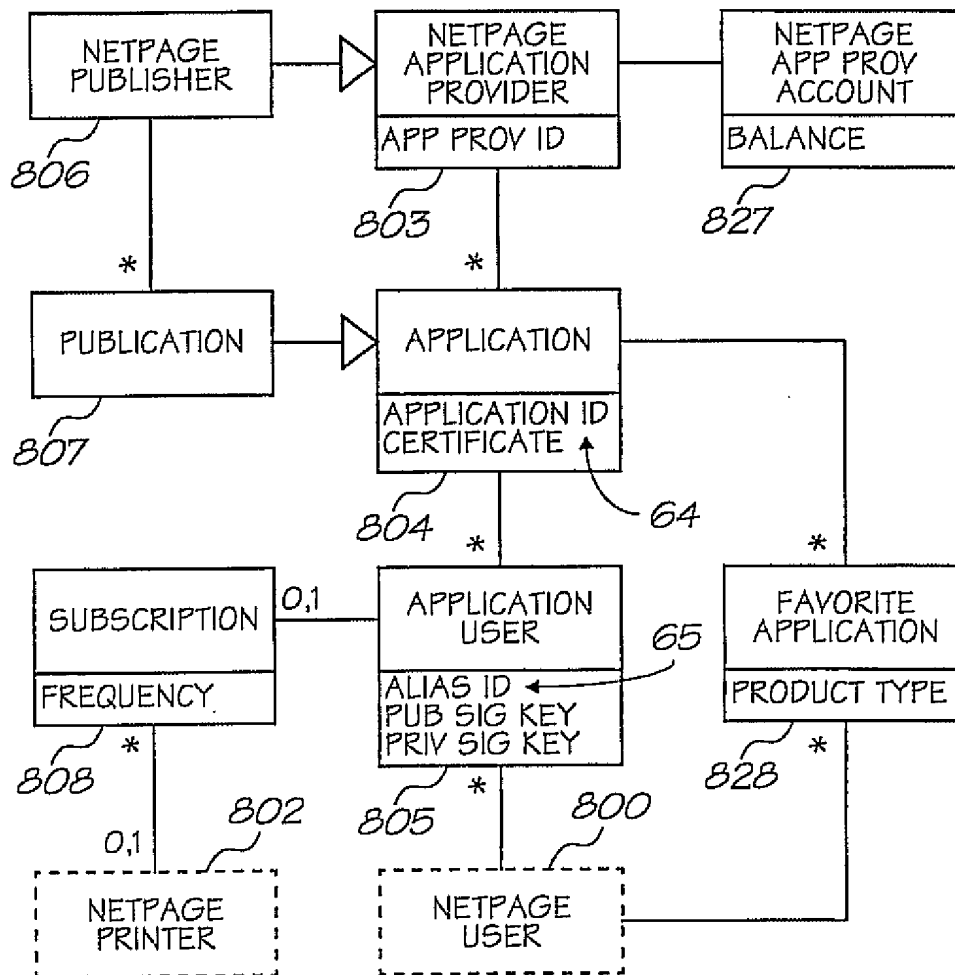 NETPAGE
PUBLISHER
806
NETPAGE
APPLICATION
PROVIDER
APP PROV ID
803
NETPAGE
APP PROV
ACCOUNT
BALANCE
827
*
*
PUBLICATION
807
APPLICATION
APPLICATION ID
CERTIFICATE
804
64
*
*
SUBSCRIPTION
FREQUENCY
808
0,1
APPLICATION
USER
ALIAS ID
PUB SIG KEY
PRIV SIG KEY
805
65
FAVORITE
APPLICATION
PRODUCT TYPE
828
*
*
*
802
800
0,1
NETPAGE
PRINTER
NETPAGE
USER